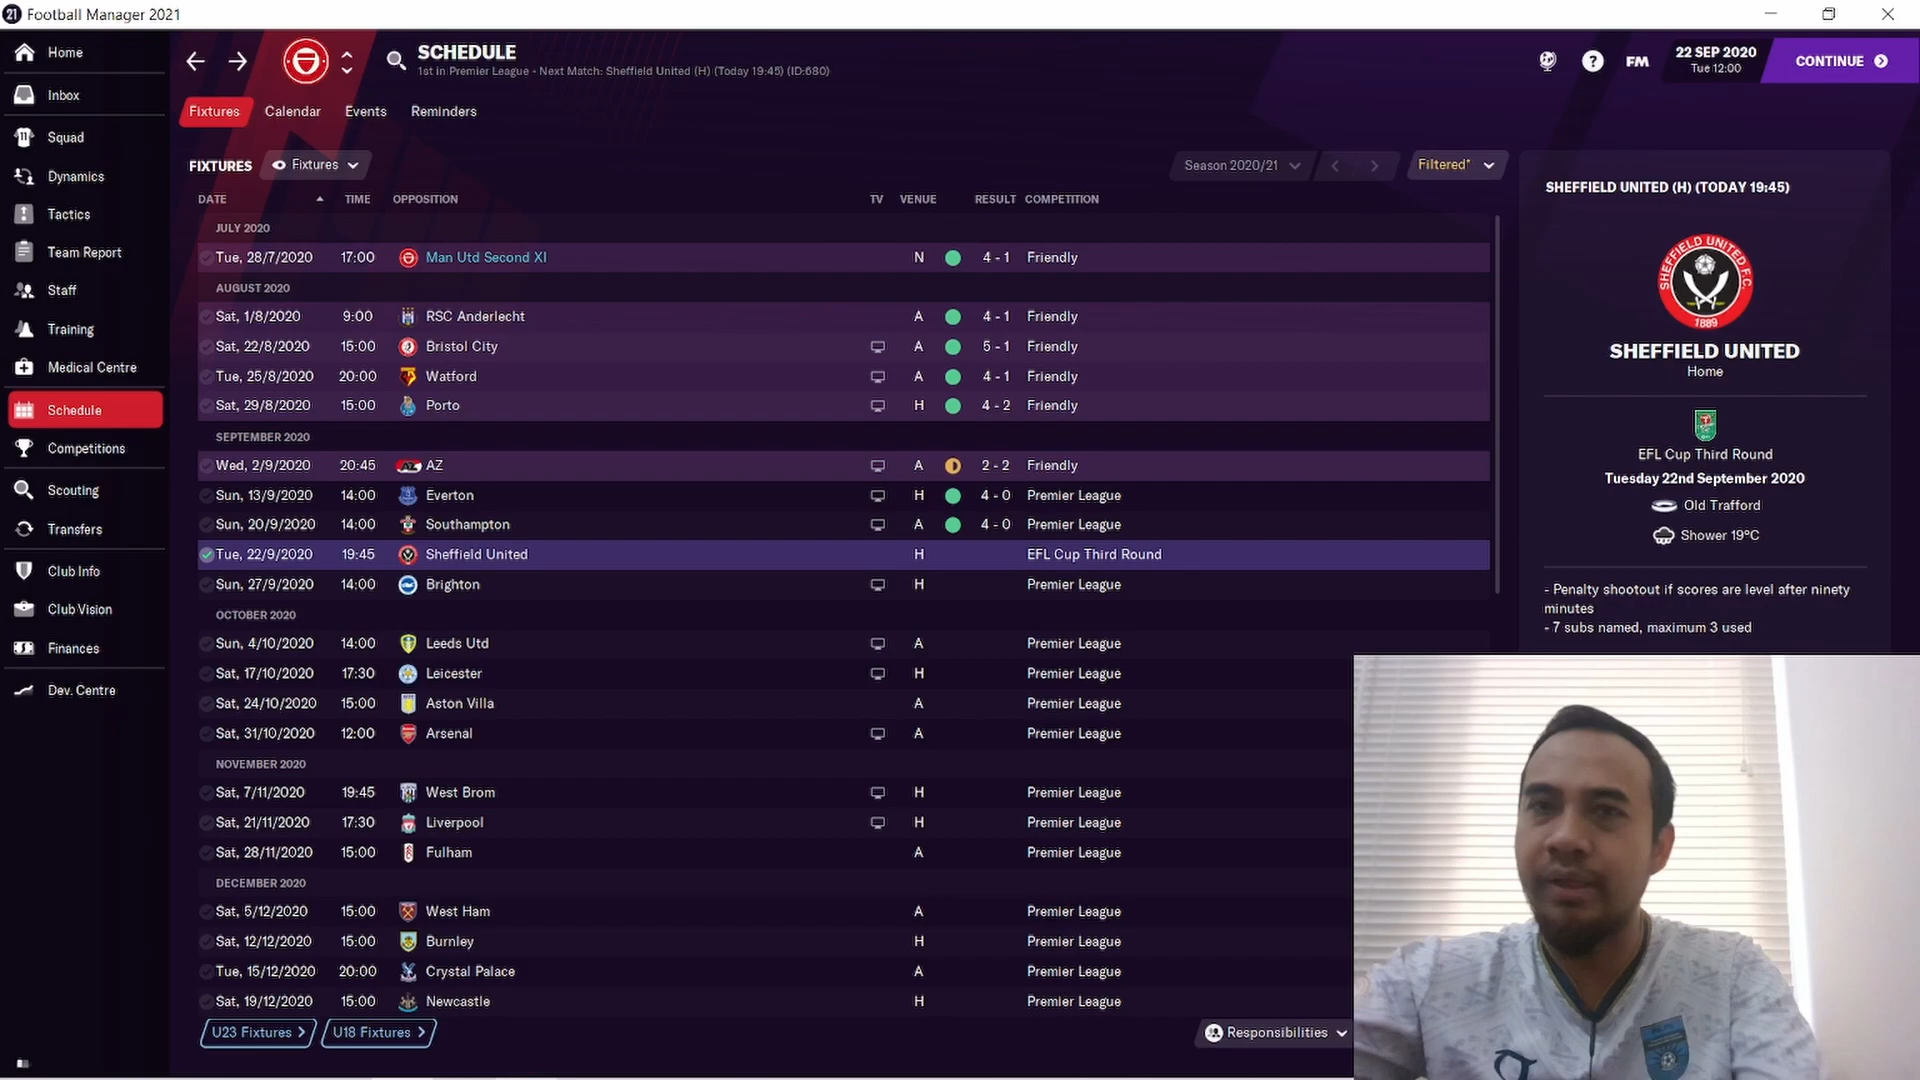 Football Manager 2021
Home
Inbox
Squad
Dynamics
Tactics
Team Report
Staff
Training
Medical Centre
Schedule
Competitions
Scouting
Transfers
Club Info
Club Vision
Finances
Dev. Centre
SCHEDULE
1st in Premier League - Next Match: Sheffield United (H) (Today 19:45) (ID:680)
FM
22 SEP 2020
Tue 12:00
CONTINUE
Fixtures Calendar Events Reminders
FIXTURES Fixtures Season 2020/21 Filtered*
DATE TIME OPPOSITION TV VENUE RESULT COMPETITION
JULY 2020
Tue, 28/7/2020 17:00 Man Utd Second XI N 4 - 1 Friendly
AUGUST 2020
Sat, 1/8/2020 9:00 RSC Anderlecht A 4 - 1 Friendly
Sat, 22/8/2020 15:00 Bristol City A 5 - 1 Friendly
Tue, 25/8/2020 20:00 Watford A 4 - 1 Friendly
Sat, 29/8/2020 15:00 Porto H 4 - 2 Friendly
SEPTEMBER 2020
Wed, 2/9/2020 20:45 AZ A 2 - 2 Friendly
Sun, 13/9/2020 14:00 Everton H 4 - 0 Premier League
Sun, 20/9/2020 14:00 Southampton A 4 - 0 Premier League
Tue, 22/9/2020 19:45 Sheffield United H EFL Cup Third Round
Sun, 27/9/2020 14:00 Brighton H Premier League
OCTOBER 2020
Sun, 4/10/2020 14:00 Leeds Utd A Premier League
Sat, 17/10/2020 17:30 Leicester H Premier League
Sat, 24/10/2020 15:00 Aston Villa A Premier League
Sat, 31/10/2020 12:00 Arsenal A Premier League
NOVEMBER 2020
Sat, 7/11/2020 19:45 West Brom H Premier League
Sat, 21/11/2020 17:30 Liverpool H Premier League
Sat, 28/11/2020 15:00 Fulham A Premier League
DECEMBER 2020
Sat, 5/12/2020 15:00 West Ham A Premier League
Sat, 12/12/2020 15:00 Burnley H Premier League
Tue, 15/12/2020 20:00 Crystal Palace A Premier League
Sat, 19/12/2020 15:00 Newcastle H Premier League
U23 Fixtures U18 Fixtures Responsibilities
SHEFFIELD UNITED (H) (TODAY 19:45)
SHEFFIELD UNITED F.C.
1889
SHEFFIELD UNITED
Home
EFL Cup Third Round
Tuesday 22nd September 2020
Old Trafford
Shower 19°C
- Penalty shootout if scores are level after ninety
minutes
- 7 subs named, maximum 3 used